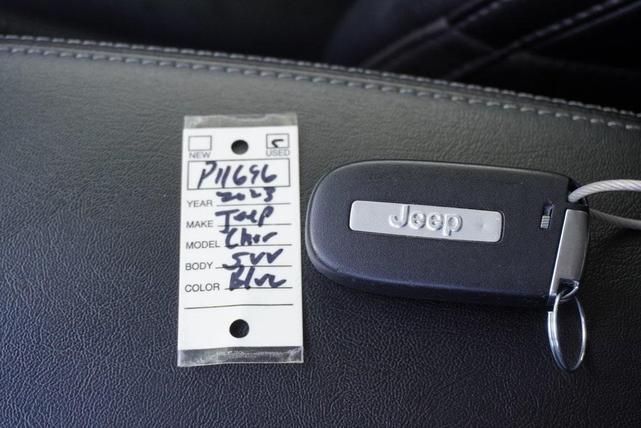 NEW USED
P11696
YEAR 2023
MAKE Jeep
MODEL Cher
BODY SUV
COLOR Blue
Jeep